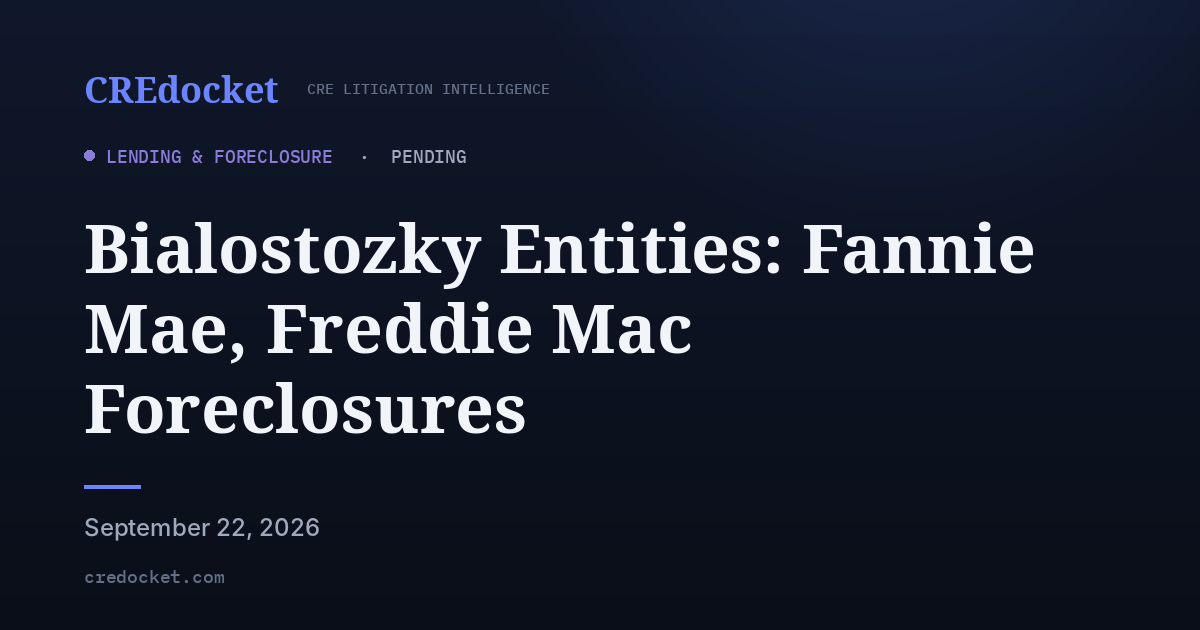 CREdocket CRE LITIGATION INTELLIGENCE
LENDING & FORECLOSURE · PENDING
Bialostozky Entities: Fannie
Mae, Freddie Mac
Foreclosures
September 22, 2026
credocket.com